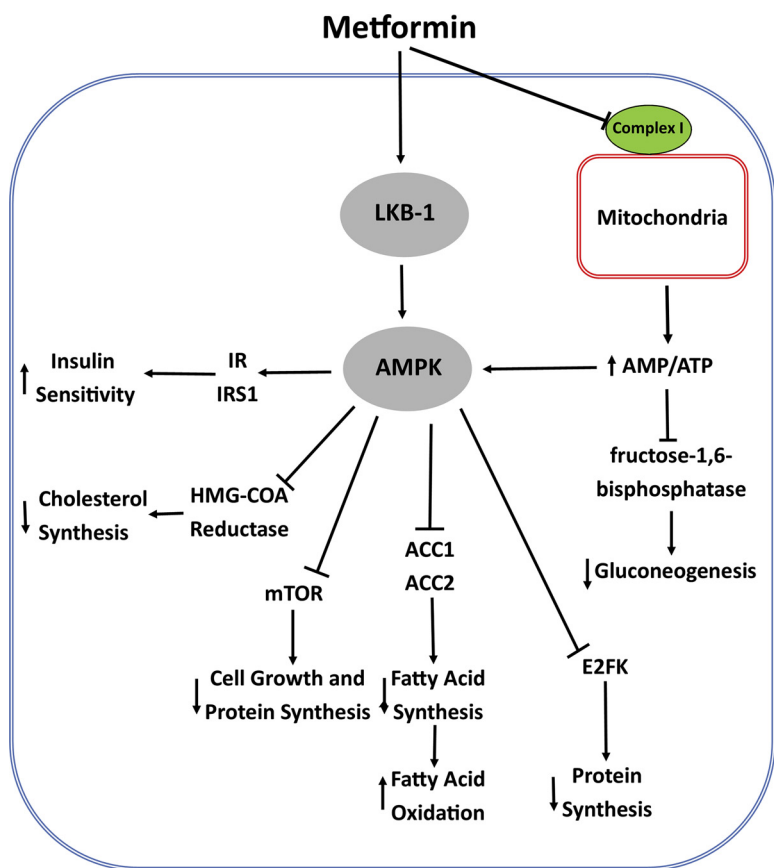 Metformin
Complex I
LKB-1
Mitochondria
AMPK
AMP/ATP
IR
IRS1
Insulin
Sensitivity
fructose-1,6-
bisphosphatase
HMG-COA
Reductase
Cholesterol
Synthesis
ACC1
ACC2
Gluconeogenesis
mTOR
E2FK
Cell Growth and
Protein Synthesis
Fatty Acid
Synthesis
Fatty Acid
Oxidation
Protein
Synthesis